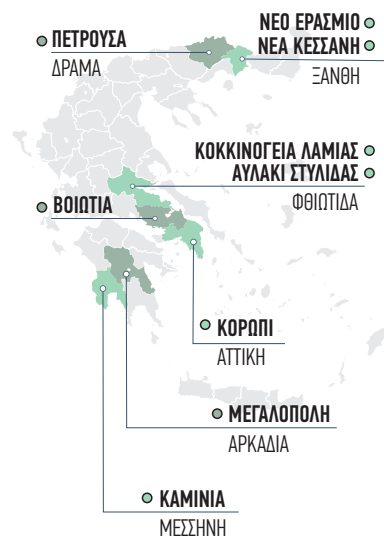 ΝΕΟ ΕΡΑΣΜΙΟ
ΝΕΑ ΚΕΣΣΑΝΗ
ΞΑΝΘΗ
ΠΕΤΡΟΥΣΑ
ΔΡΑΜΑ
ΚΟΚΚΙΝΟΓΕΙΑ ΛΑΜΙΑΣ
ΑΥΛΑΚΙ ΣΤΥΛΙΔΑΣ
ΦΘΙΩΤΙΔΑ
ΒΟΙΩΤΙΑ
ΚΟΡΩΠΙ
ΑΤΤΙΚΗ
ΜΕΓΑΛΟΠΟΛΗ
ΑΡΚΑΔΙΑ
ΚΑΜΙΝΙΑ
ΜΕΣΣΗΝΗ